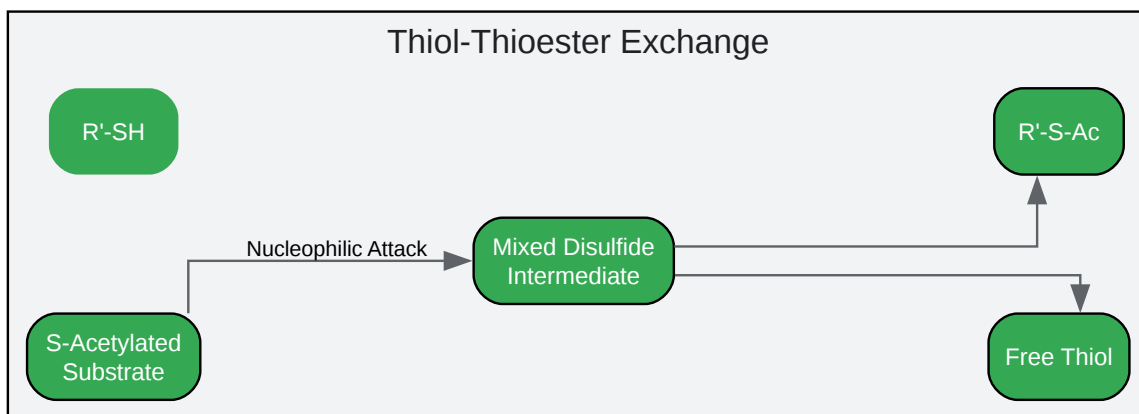 Thiol-Thioester Exchange
R'-SH
R'-S-Ac
Nucleophilic Attack
Mixed Disulfide
Intermediate
S-Acetylated
Substrate
Free Thiol